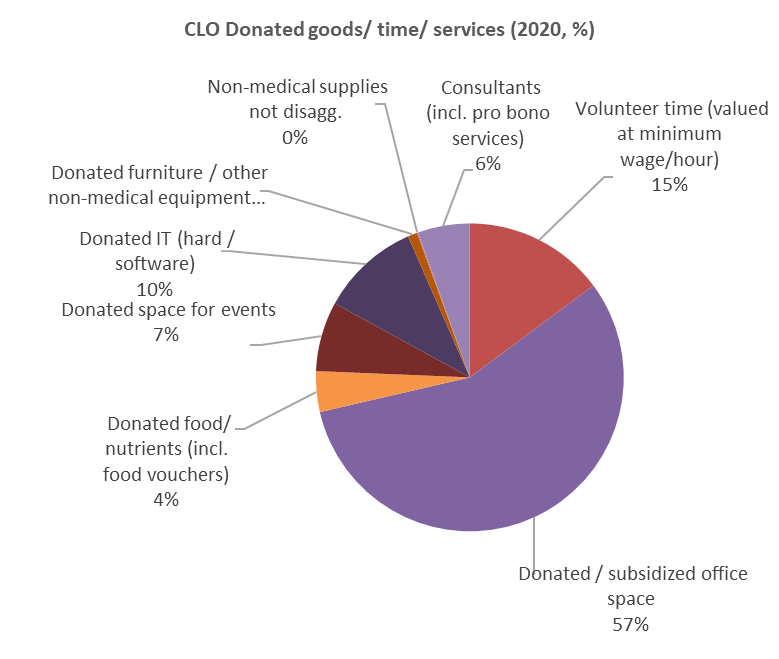 CLO Donated goods/ time/ services (2020, %)
Non-medical supplies
not disagg.
0%
Consultants
(incl. pro bono
services)
6%
Volunteer time (valued
at minimum
wage/hour)
15%
Donated furniture / other
non-medical equipment...
Donated IT (hard /
software)
10%
Donated space for events
7%
Donated food/
nutrients (incl.
food vouchers)
4%
Donated / subsidized office
space
57%